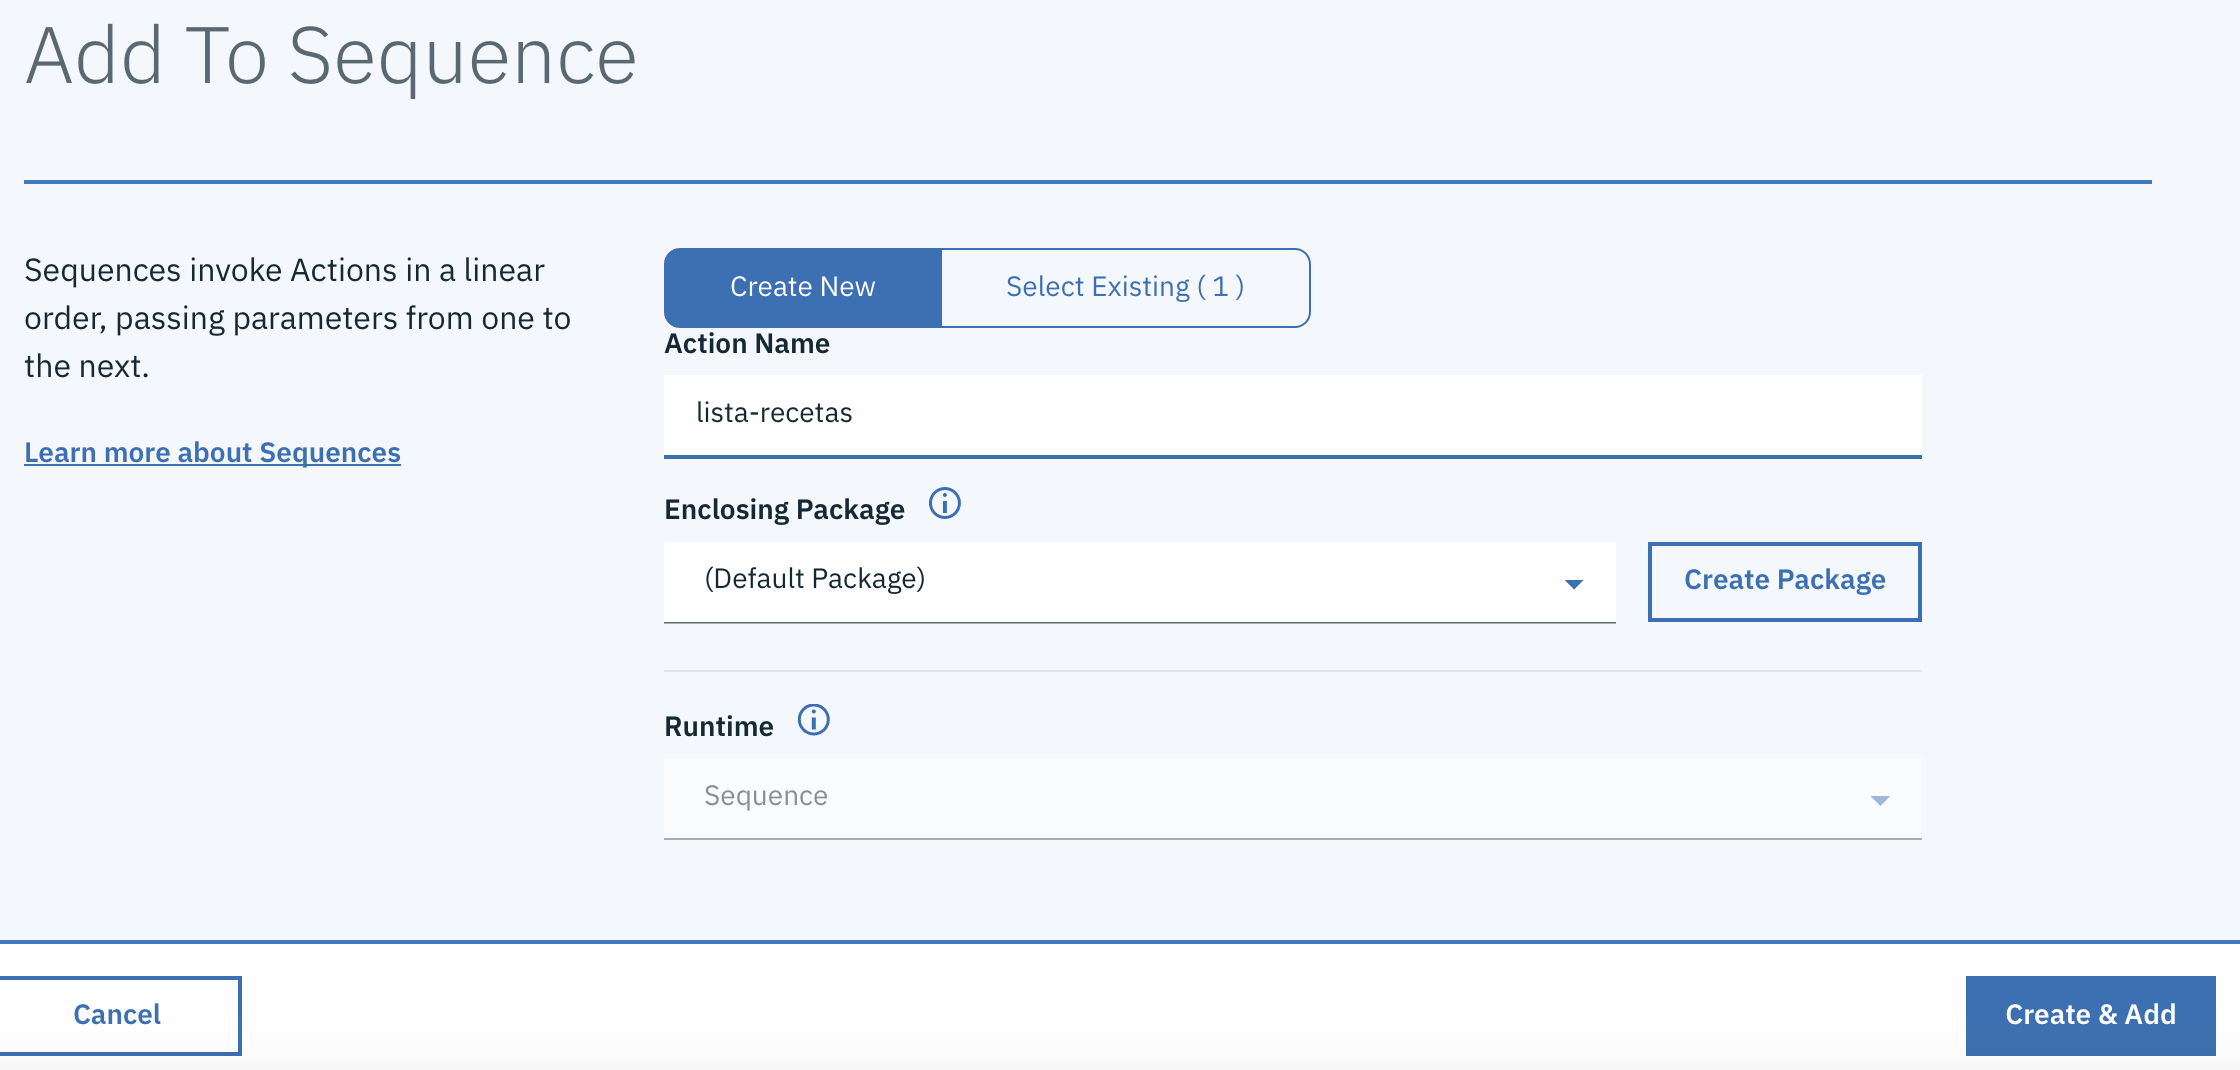 Add To Sequence
Sequences invoke Actions in a linear
order, passing parameters from one to
the next.
Learn more about Sequences
Create New
Select Existing ( 1 )
Action Name
lista-recetas
Enclosing Package
(Default Package)
Create Package
Runtime
Sequence
Cancel
Create & Add